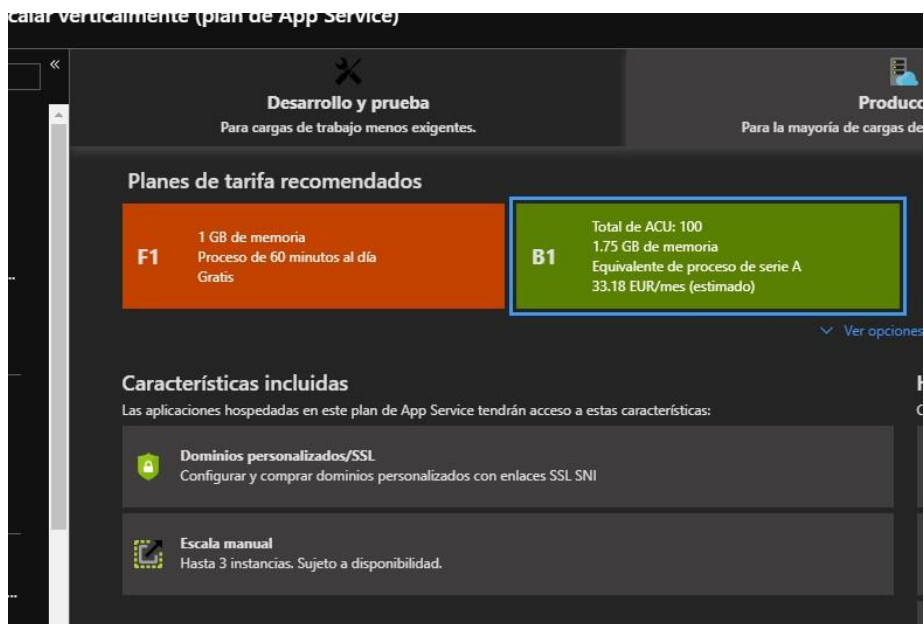 calar verticalmente (plan de App Service)
«
Desarrollo y prueba
Para cargas de trabajo menos exigentes.
Producc
Para la mayoría de cargas de
Planes de tarifa recomendados
F1
1 GB de memoria
Proceso de 60 minutos al día
Gratis
B1
Total de ACU: 100
1.75 GB de memoria
Equivalente de proceso de serie A
33.18 EUR/mes (estimado)
Ver opciones
Características incluidas
Las aplicaciones hospedadas en este plan de App Service tendrán acceso a estas características:
Dominios personalizados/SSL
Configurar y comprar dominios personalizados con enlaces SSL SNI
Escala manual
Hasta 3 instancias. Sujeto a disponibilidad.